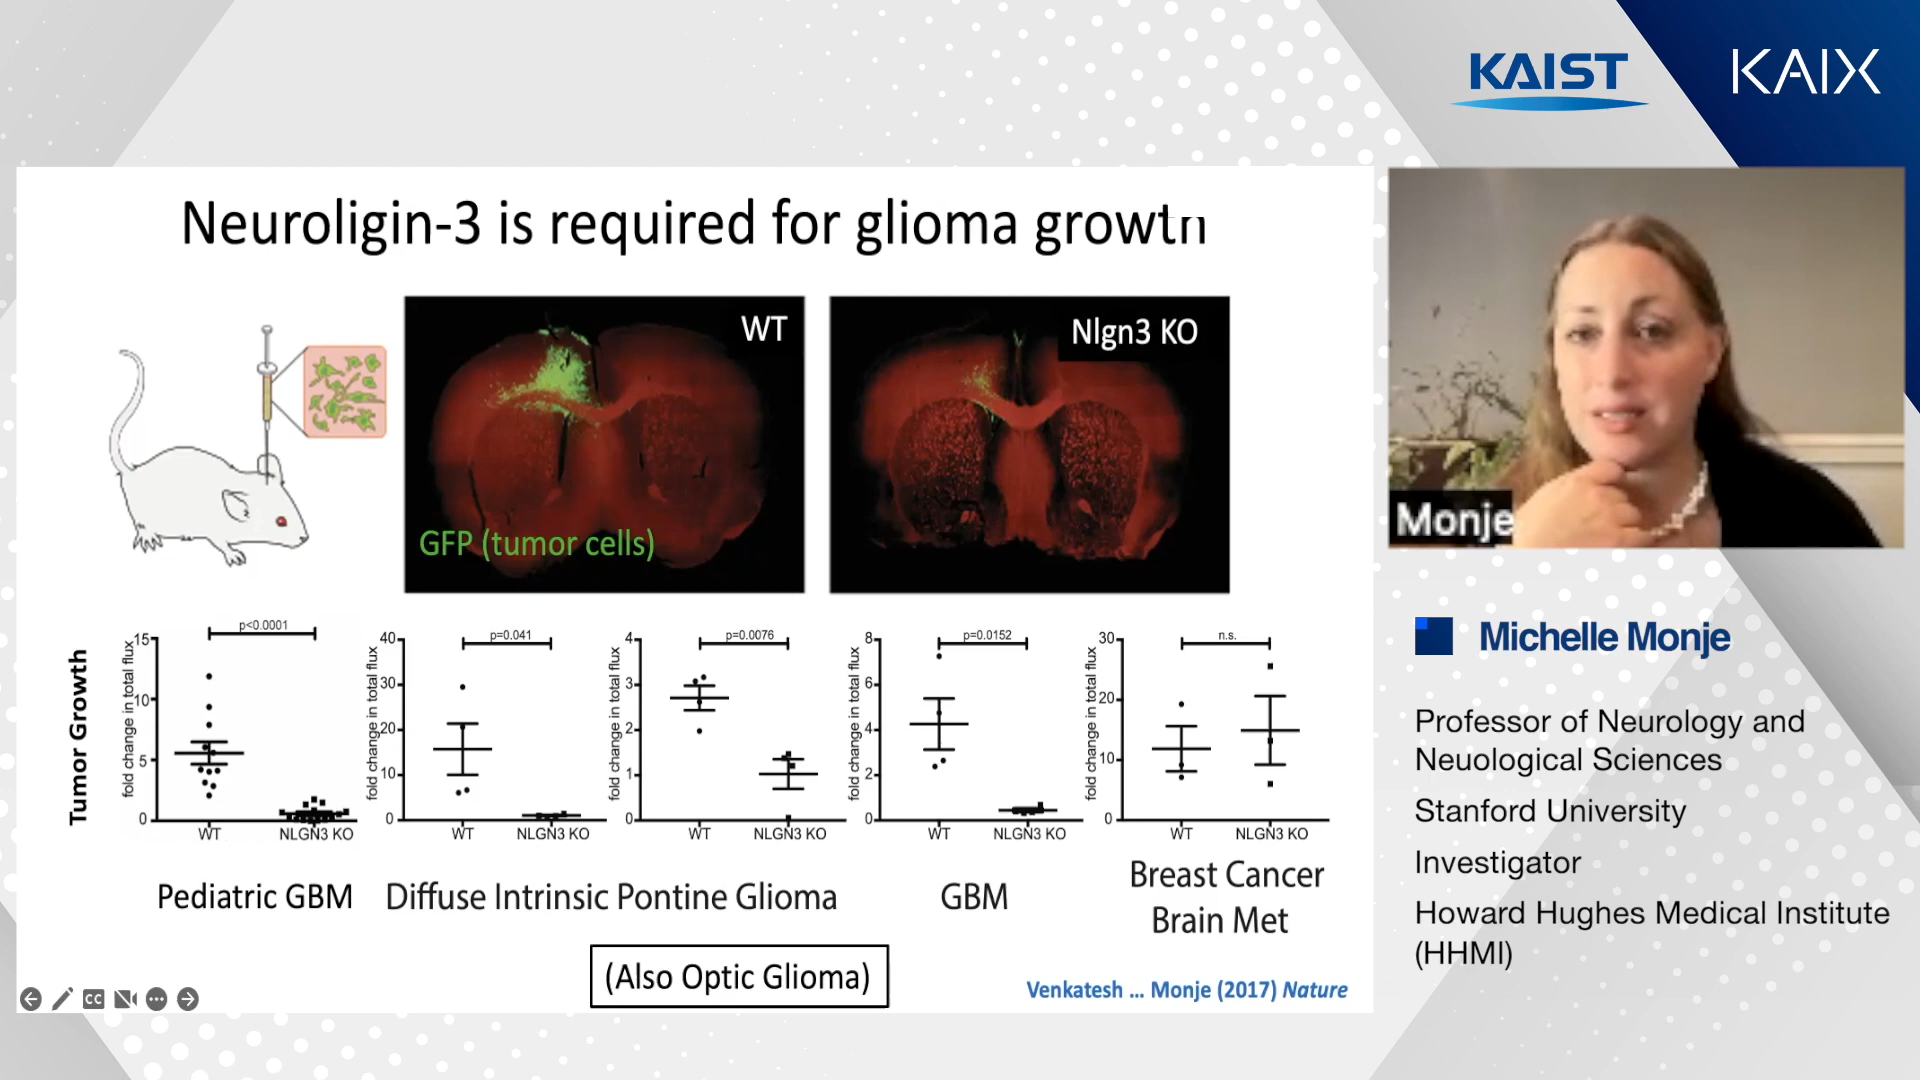 KAIST
KAIX
Neuroligin-3 is required for glioma growth
WT
Nlgn3 KO
GFP (tumor cells)
Monje
Tumor Growth
fold change in total flux
15
10
5
0
p<0.0001
WT
NLGN3 KO
fold change in total flux
40
30
20
10
0
p=0.041
WT
NLGN3 KO
fold change in total flux
4
3
2
1
0
p=0.0076
WT
NLGN3 KO
fold change in total flux
8
6
4
2
0
p=0.0152
WT
NLGN3 KO
fold change in total flux
30
20
10
0
n.s.
WT
NLGN3 KO
Pediatric GBM
Diffuse Intrinsic Pontine Glioma
GBM
Breast Cancer
Brain Met
(Also Optic Glioma)
Venkatesh ... Monje (2017) Nature
CC
Michelle Monje
Professor of Neurology and
Neuological Sciences
Stanford University
Investigator
Howard Hughes Medical Institute
(HHMI)